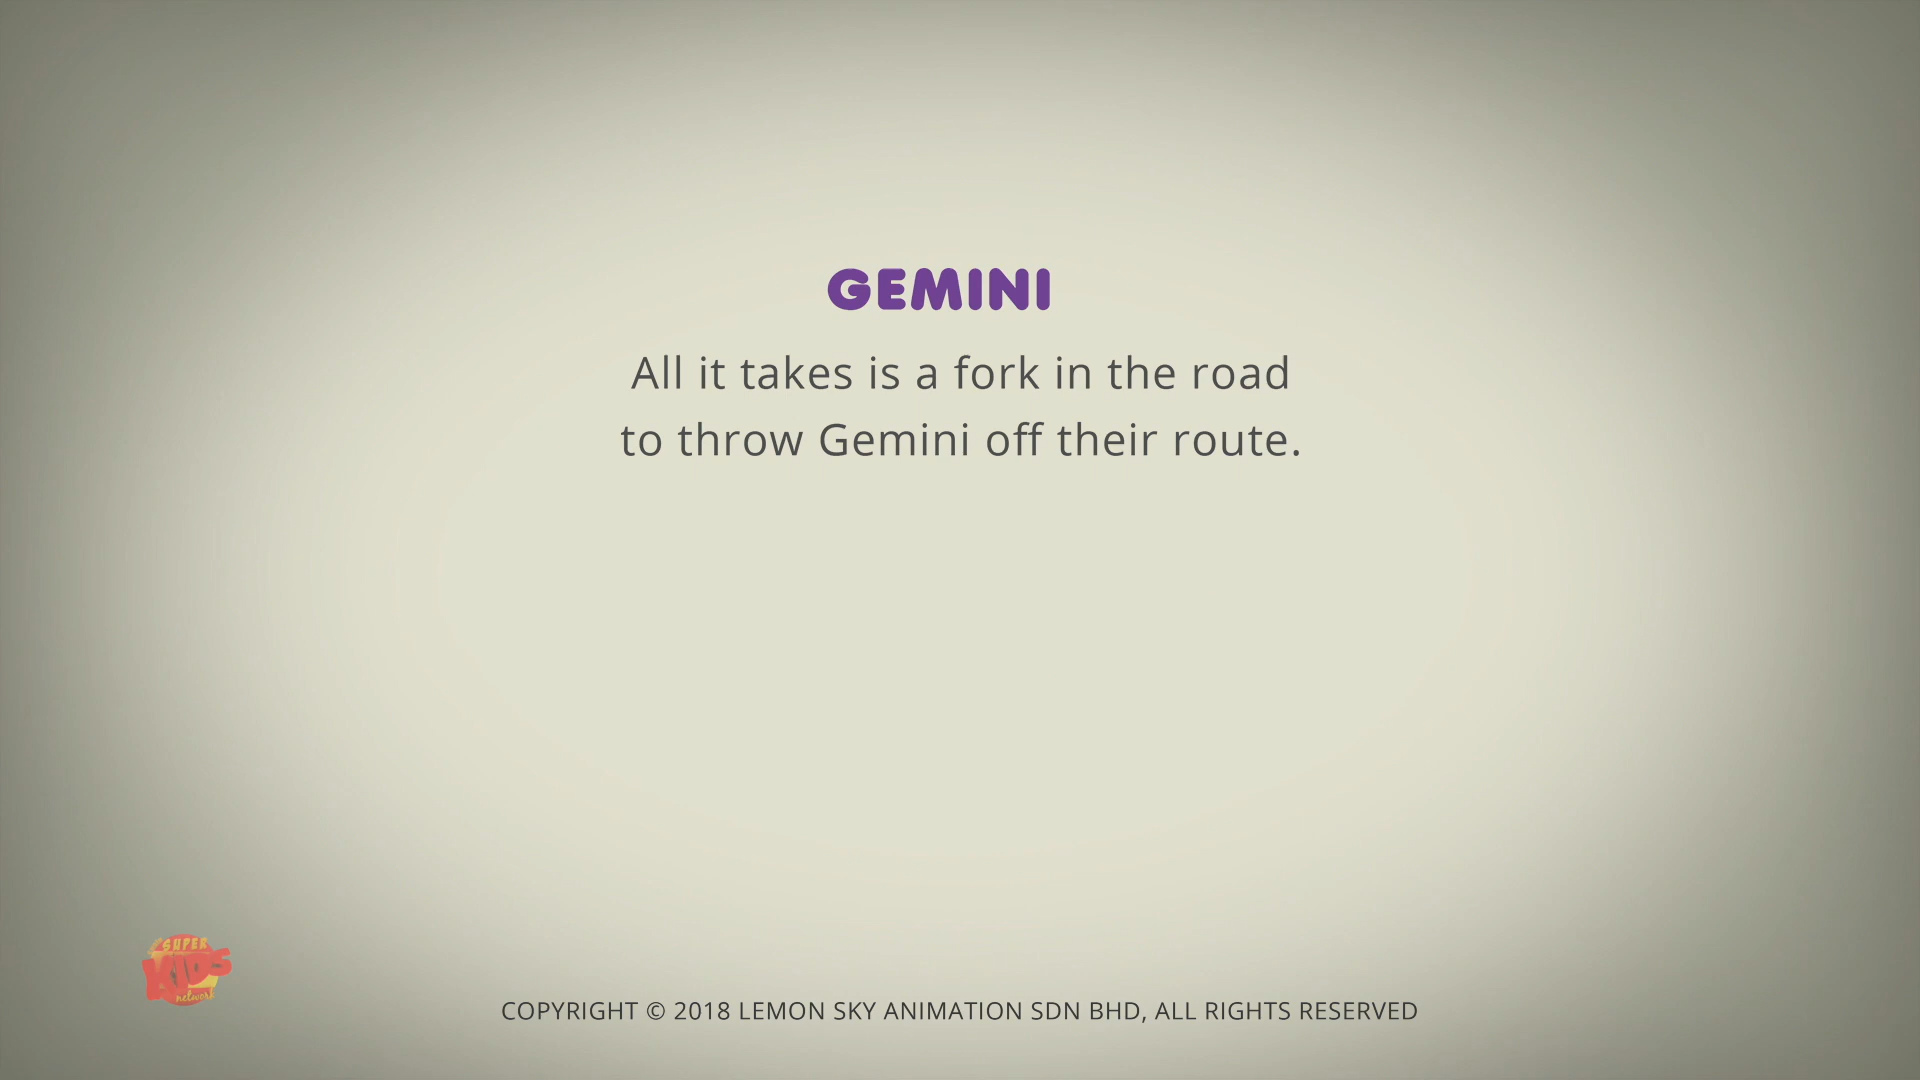 GEMINI
All it takes is a fork in the road
to throw Gemini off their route.
SUPER
KIDS
network
COPYRIGHT © 2018 LEMON SKY ANIMATION SDN BHD, ALL RIGHTS RESERVED